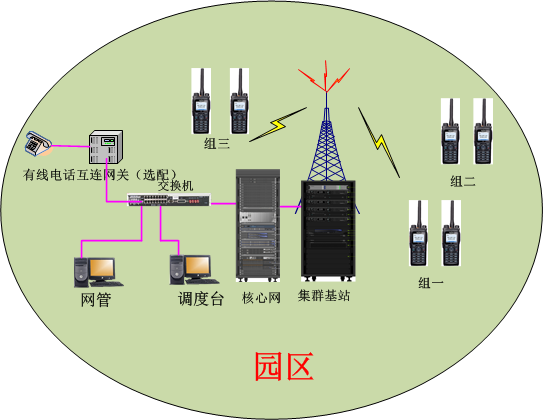 组三
组二
有线电话互连网关（选配）
交换机
组一
网管
调度台
核心网
集群基站
园区